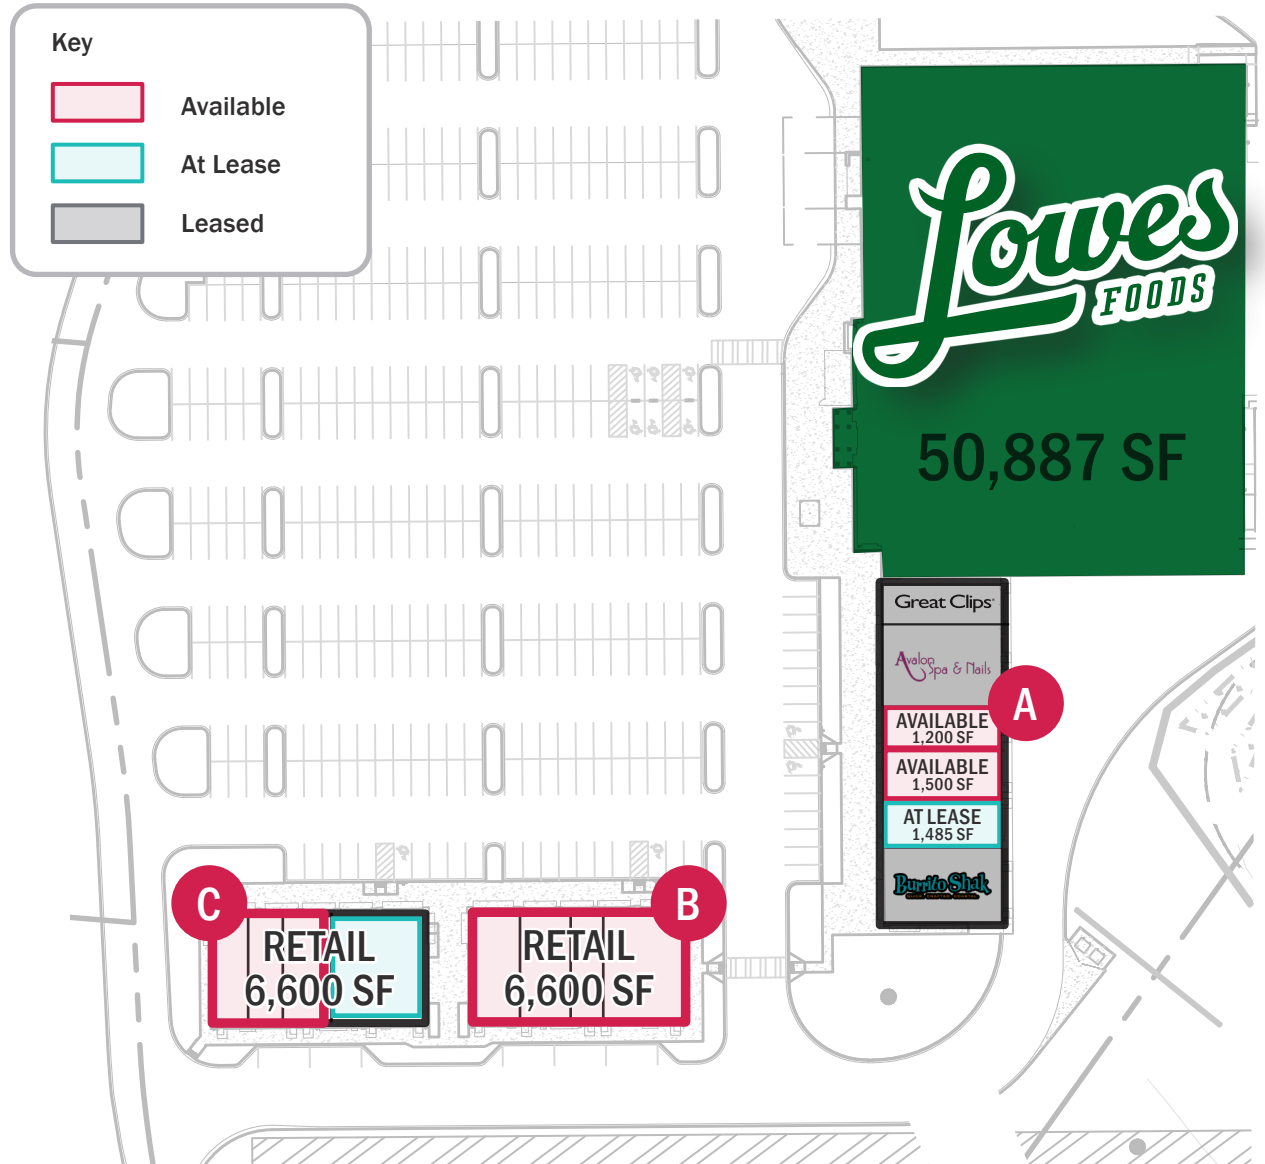 Key
Available
At Lease
Leased
Lowes
FOODS
50,887 SF
Great Clips
Avalon
Spa & Nails
A
AVAILABLE
1,200 SF
AVAILABLE
1,500 SF
AT LEASE
1,485 SF
Burrito Shak
C
RETAIL
6,600 SF
B
RETAIL
6,600 SF